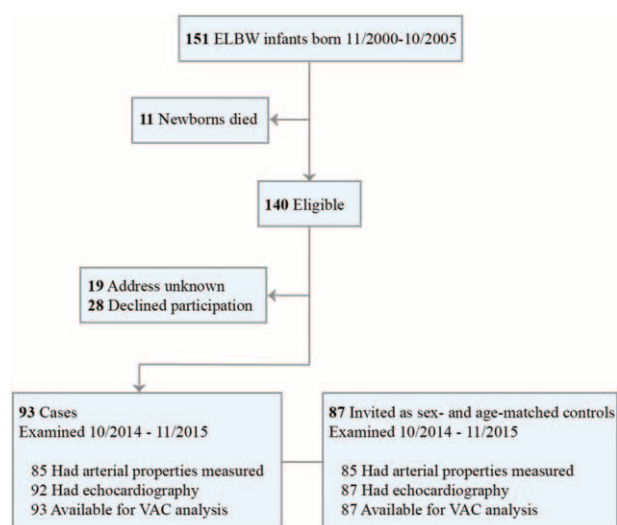 151 ELBW infants born 11/2000-10/2005
11 Newborns died
140 Eligible
19 Address unknown
28 Declined participation
93 Cases
Examined 10/2014 - 11/2015
85 Had arterial properties measured
92 Had echocardiography
93 Available for VAC analysis
87 Invited as sex- and age-matched controls
Examined 10/2014 - 11/2015
85 Had arterial properties measured
87 Had echocardiography
87 Available for VAC analysis